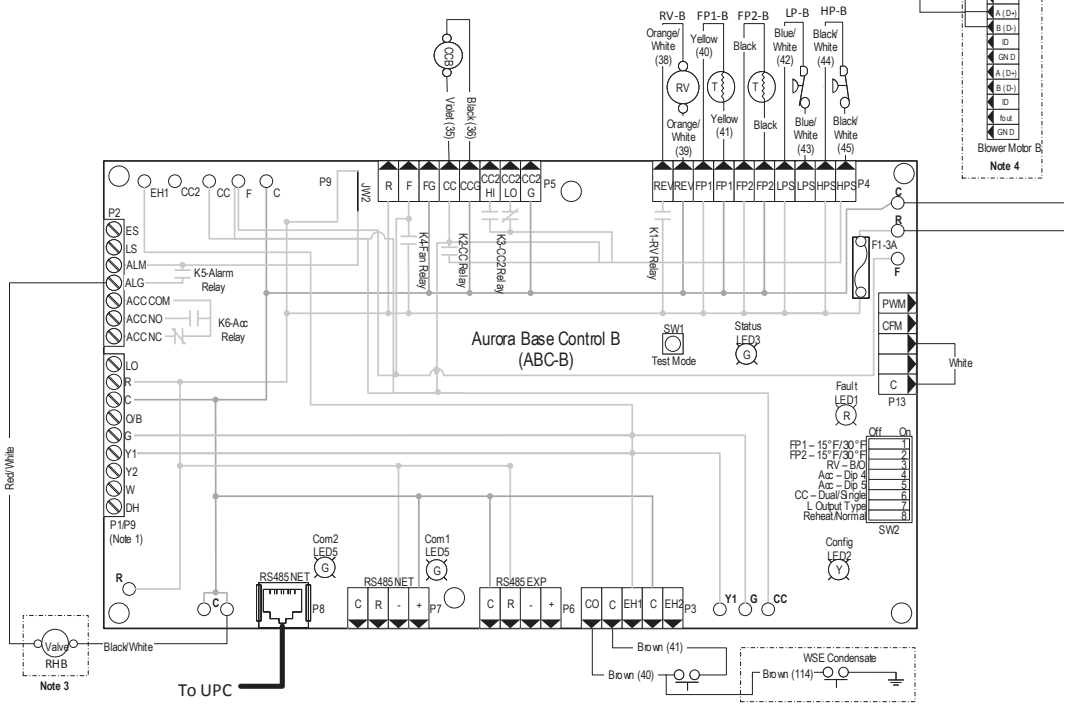 A (D+)
B (D-)
ID
GND
A (D+)
B (D-)
ID
fout
GND
Blower Motor B
Note 4
RV-B FP1-B FP2-B LP-B HP-B
Orange/
White
(38)
Yellow
(40)
Black
Blue/
White
(42)
Black/
White
(44)
CCB
RV
T
T
Violet (35)
Black (36)
Orange/
White
(39)
Yellow
(41)
Black
Blue/
White
(43)
Black/
White
(45)
EH1 CC2 CC F C
P9
JW2
R F FG CC CCG CC2 HI CC2 LO CC2 G
P5
REV REV FP1 FP1 FP2 FP2 LPS LPS HPS HPS
P4
C
R
F
F1-3A
P2
ES
LS
ALM
ALG
ACC COM
ACC NO
ACC NC
K5-Alarm
Relay
K6-Acc
Relay
K4-Fan Relay
K2-CC Relay
K3-CC2 Relay
K1-RV Relay
Aurora Base Control B
(ABC-B)
SW1
Test Mode
Status
LED3
G
PWM
CFM
C
P13
White
LO
R
C
O/B
G
Y1
Y2
W
DH
P1/P9
(Note 1)
Fault
LED1
R
Off On
FP1 – 15°F/30°F 1
FP2 – 15°F/30°F 2
RV – B/O 3
Acc – Dip 4 4
Acc – Dip 5 5
CC – Dual/Single 6
L Output Type 7
Reheat/Normal 8
SW2
Config
LED2
Y
Red/White
R
C
Com2
LED5
G
Com1
LED5
G
RS485 NET
P8
RS485 NET
C R - +
P7
RS485 EXP
C R - +
P6
CO C EH1 C EH2
P3
Y1 G CC
Valve
RHB
Note 3
Black/White
To UPC
Brown (41)
Brown (40)
WSE Condensate
Brown (114)